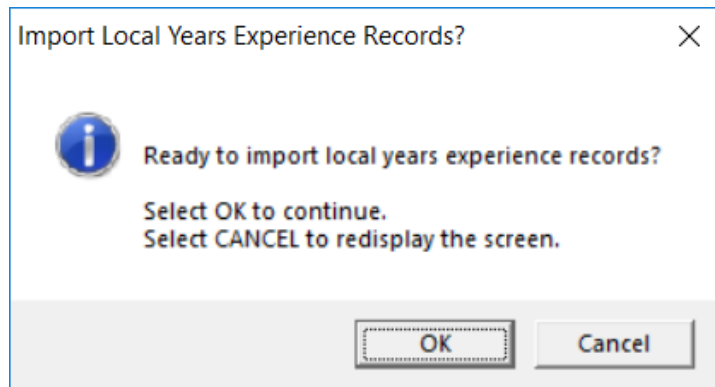 Import Local Years Experience Records?
Ready to import local years experience records?
Select OK to continue.
Select CANCEL to redisplay the screen.
OK
Cancel